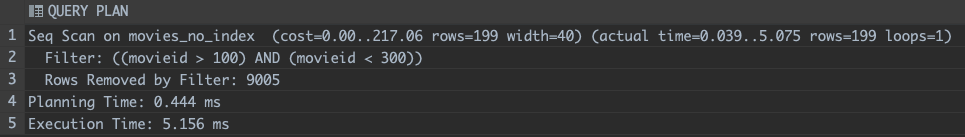 QUERY PLAN
1 Seq Scan on movies_no_index  (cost=0.00..217.06 rows=199 width=40) (actual time=0.039..5.075 rows=199 loops=1)
2   Filter: ((movieid > 100) AND (movieid < 300))
3   Rows Removed by Filter: 9005
4 Planning Time: 0.444 ms
5 Execution Time: 5.156 ms